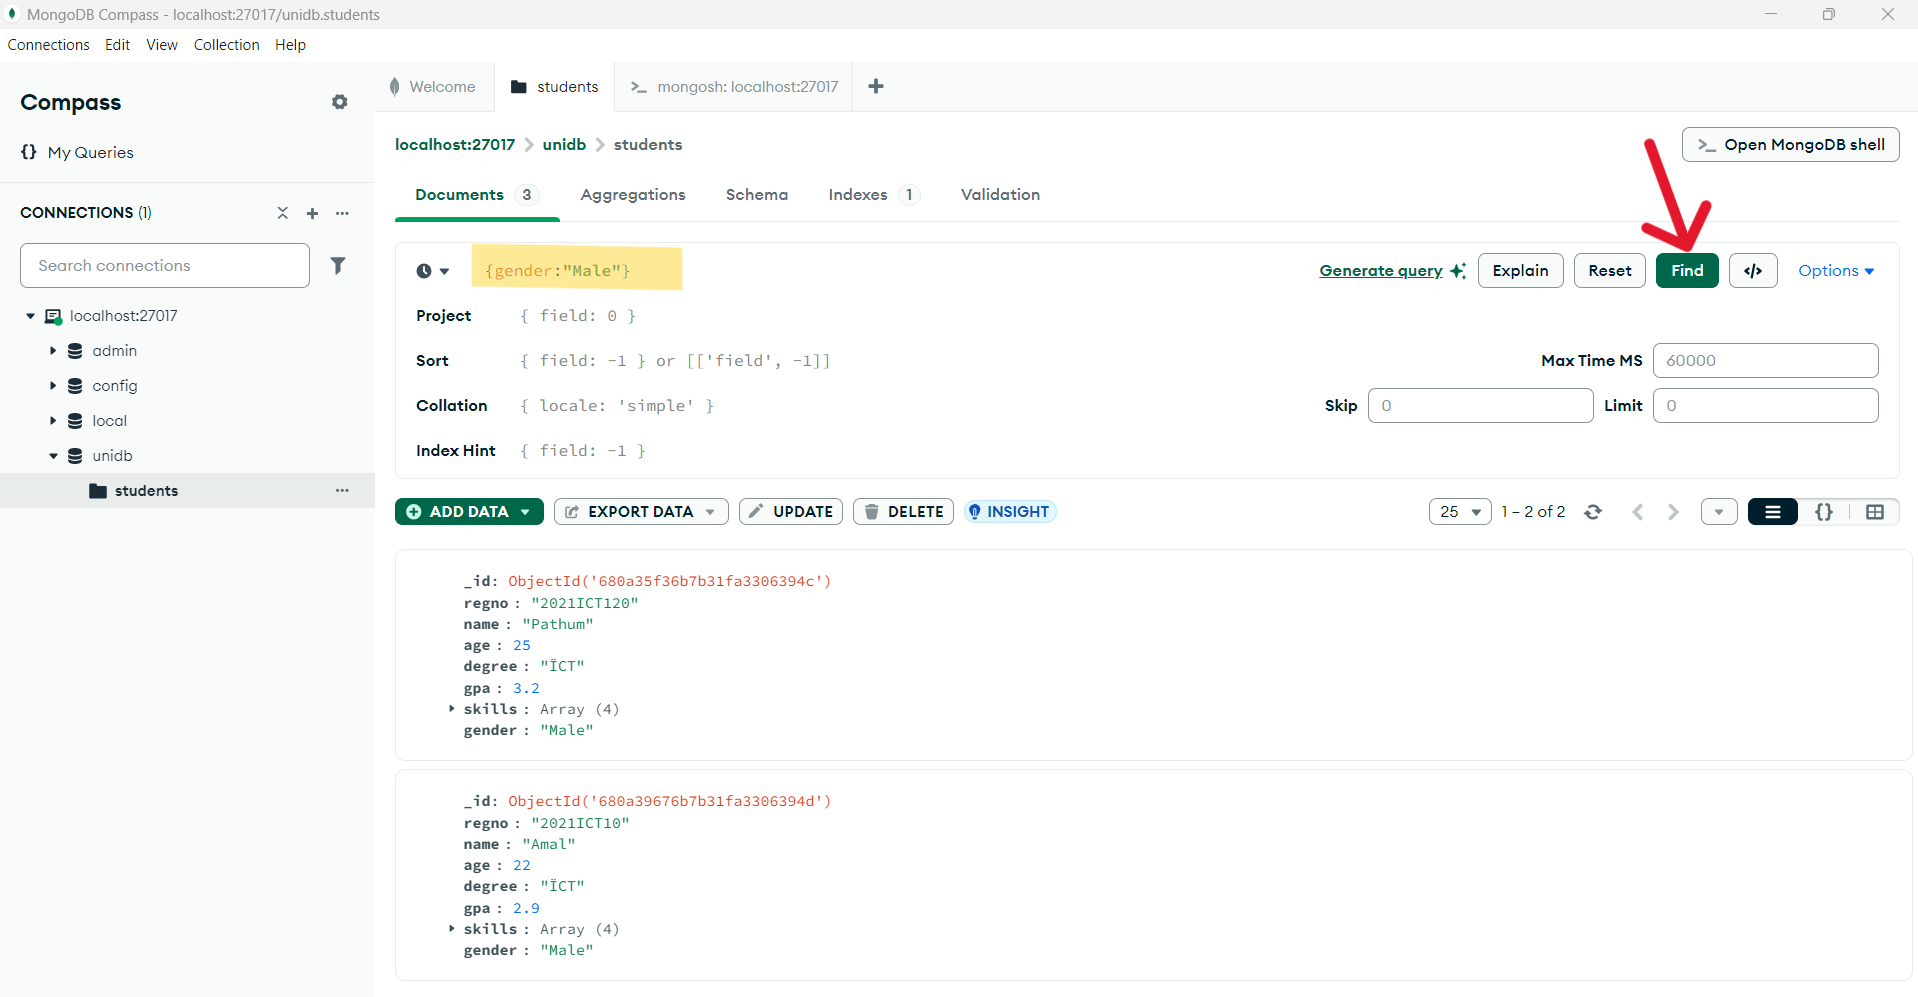 MongoDB Compass - localhost:27017/unidb.students
Connections Edit View Collection Help
Compass
{} My Queries
CONNECTIONS (1)
Search connections
localhost:27017
admin
config
local
unidb
students
Welcome
students
>_ mongosh: localhost:27017
localhost:27017 > unidb > students
>_ Open MongoDB shell
Documents 3 Aggregations Schema Indexes 1 Validation
{gender:"Male"}
Generate query Explain Reset Find </> Options
Project { field: 0 }
Sort { field: -1 } or [['field', -1]]
Max Time MS 60000
Collation { locale: 'simple' }
Skip 0 Limit 0
Index Hint { field: -1 }
ADD DATA EXPORT DATA UPDATE DELETE INSIGHT
25 1 – 2 of 2 {}
_id: ObjectId('680a35f36b7b31fa3306394c')
regno : "2021ICT120"
name : "Pathum"
age : 25
degree : "ÏCT"
gpa : 3.2
skills : Array (4)
gender : "Male"
_id: ObjectId('680a39676b7b31fa3306394d')
regno : "2021ICT10"
name : "Amal"
age : 22
degree : "ÏCT"
gpa : 2.9
skills : Array (4)
gender : "Male"